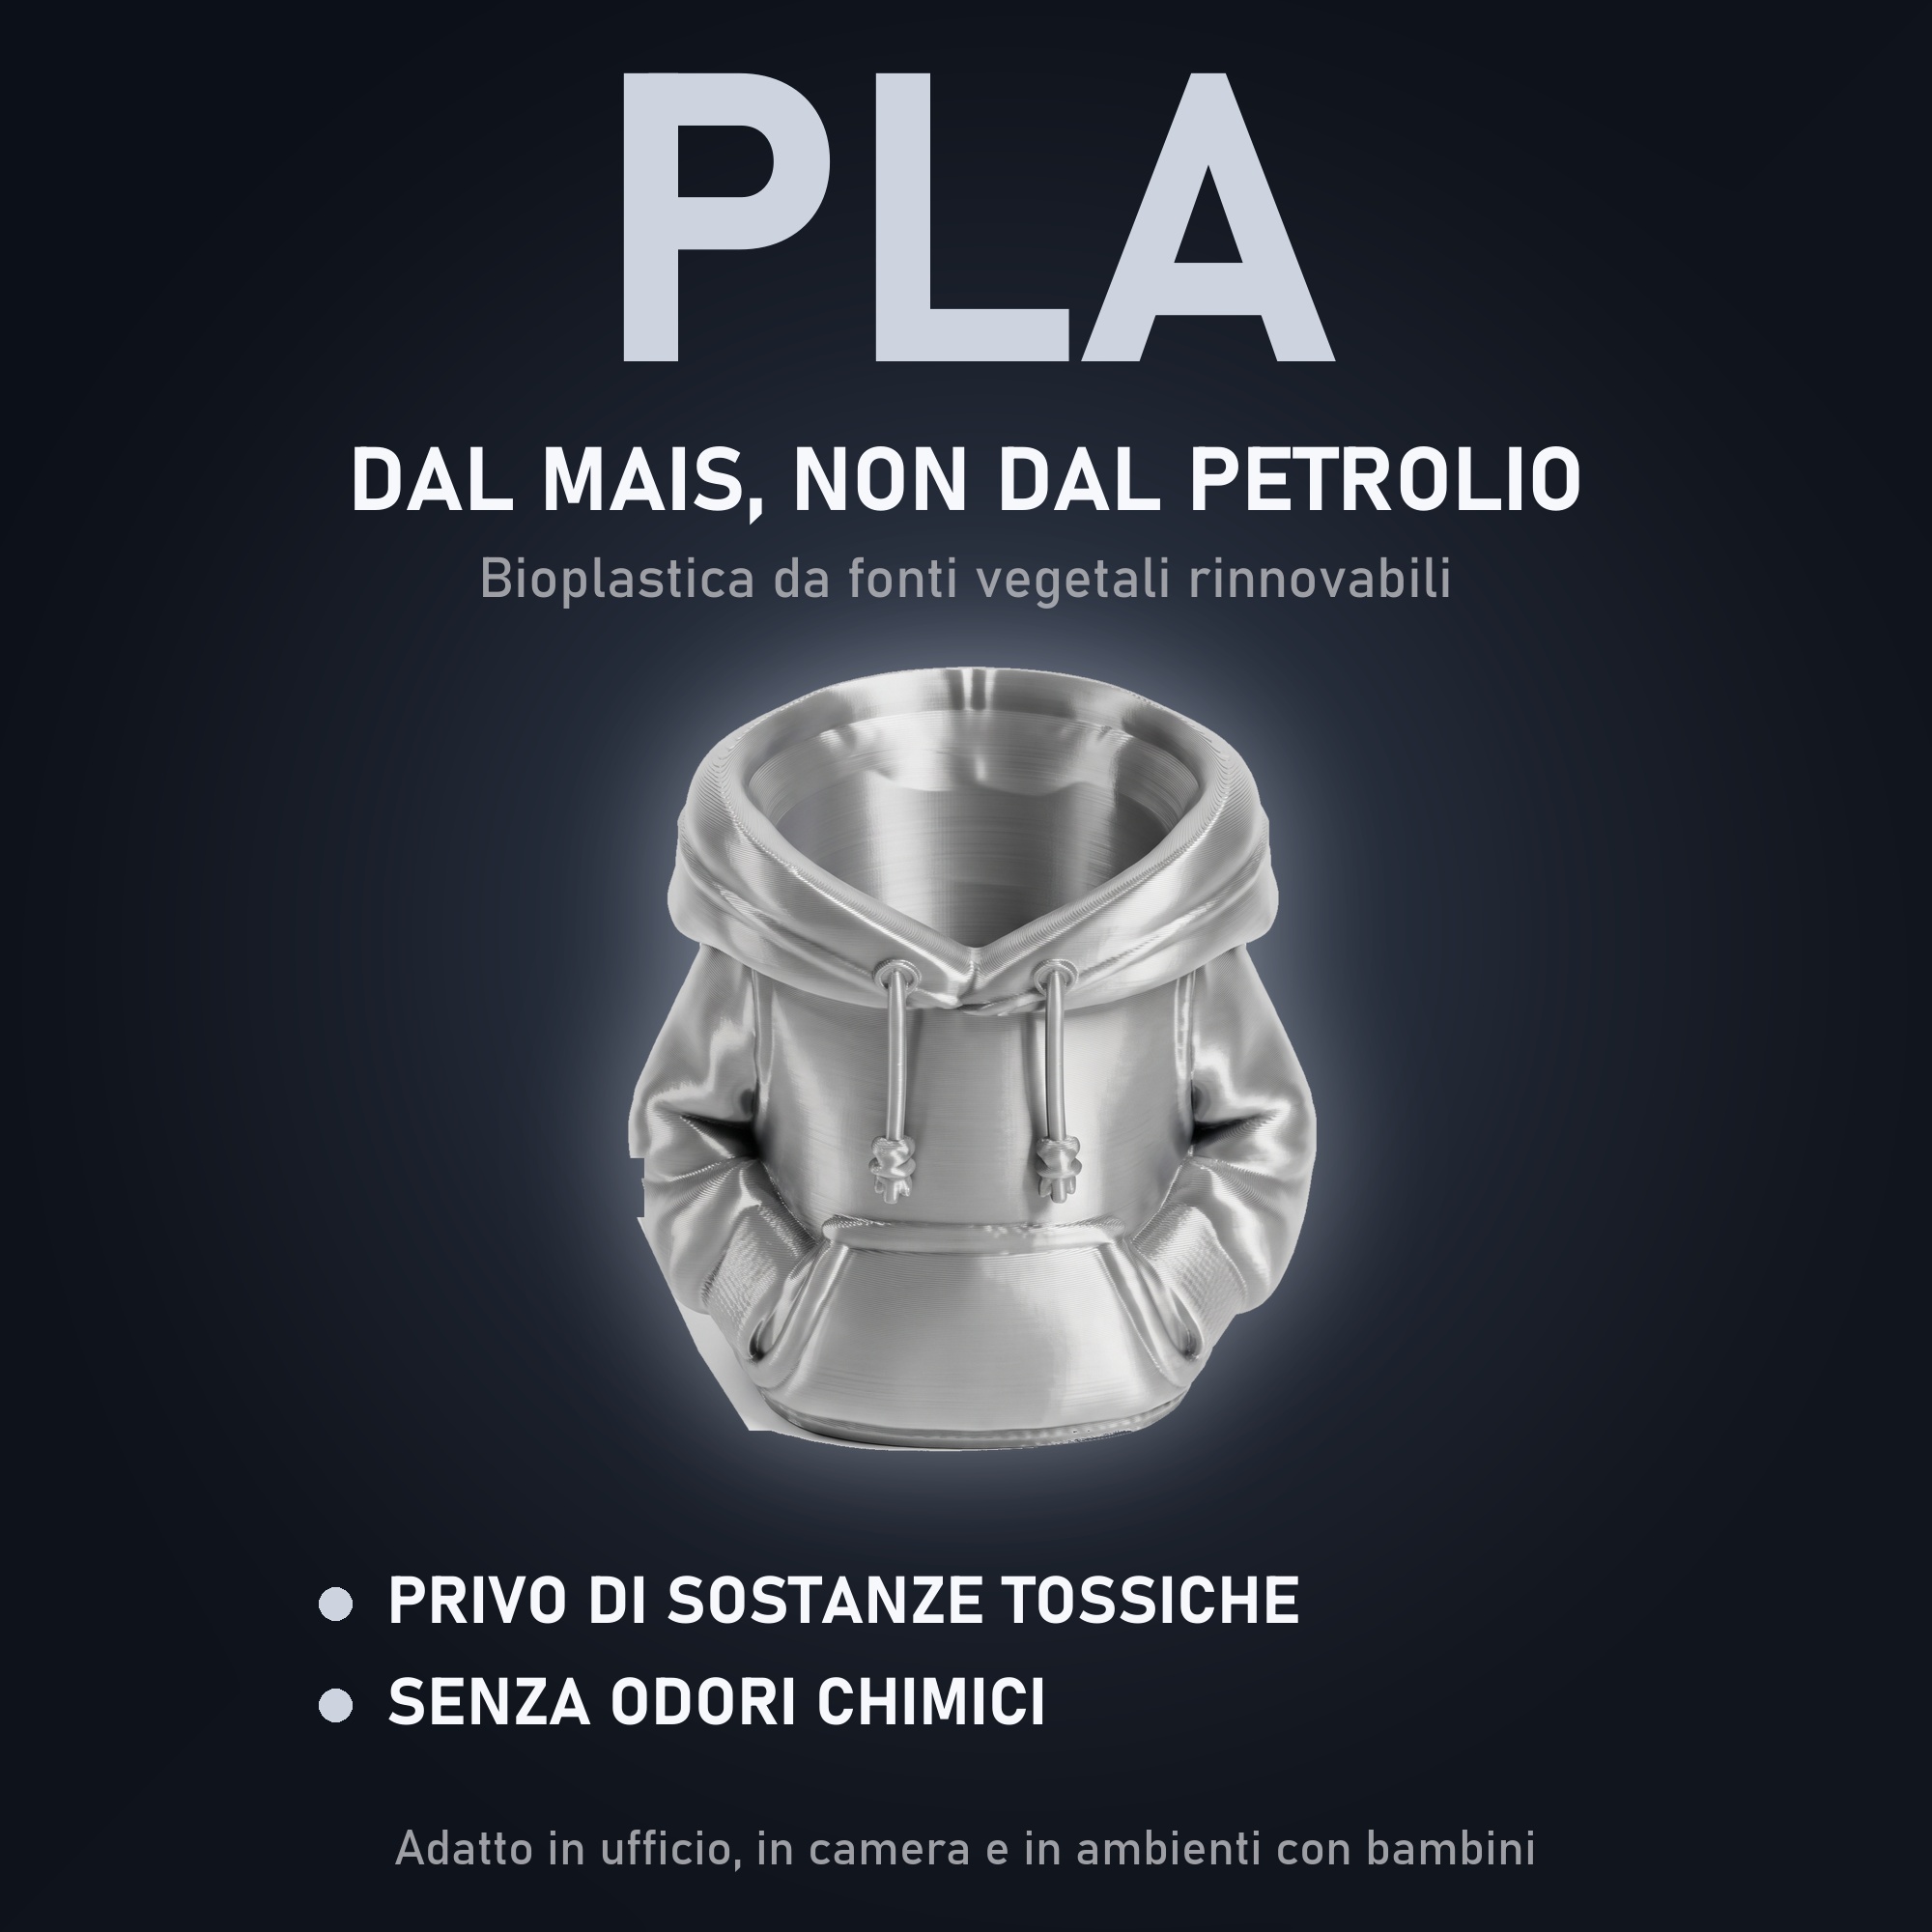 PLA
DAL MAIS, NON DAL PETROLIO
Bioplastica da fonti vegetali rinnovabili
PRIVO DI SOSTANZE TOSSICHE
SENZA ODORI CHIMICI
Adatto in ufficio, in camera e in ambienti con bambini